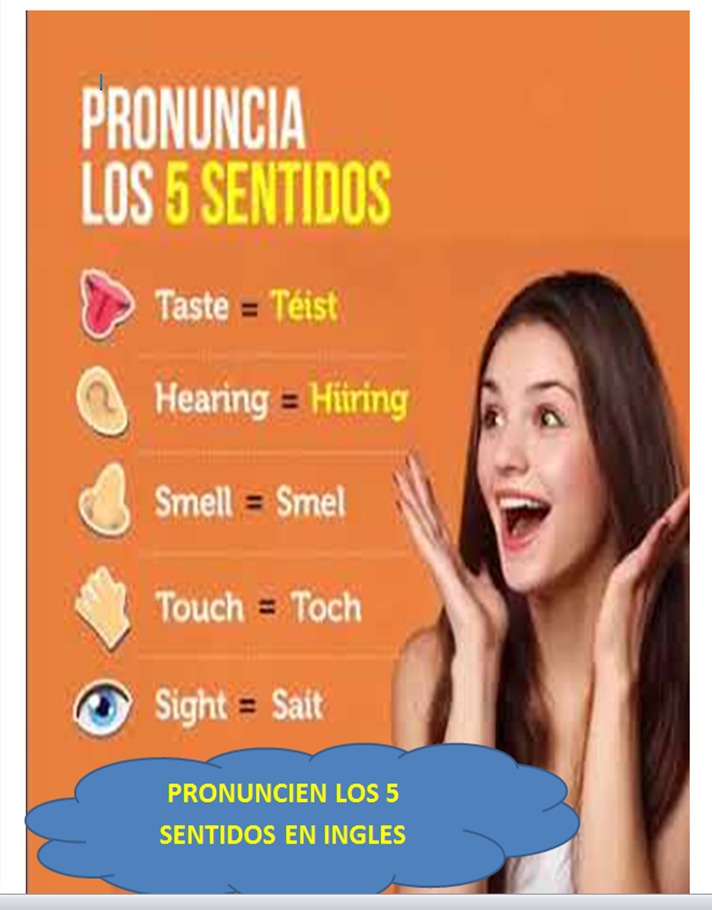 PRONUNCIA
LOS 5 SENTIDOS
Taste = Téist
Hearing = Hiiring
Smell = Smel
Touch = Toch
Sight = Sait
PRONUNCIEN LOS 5
SENTIDOS EN INGLES